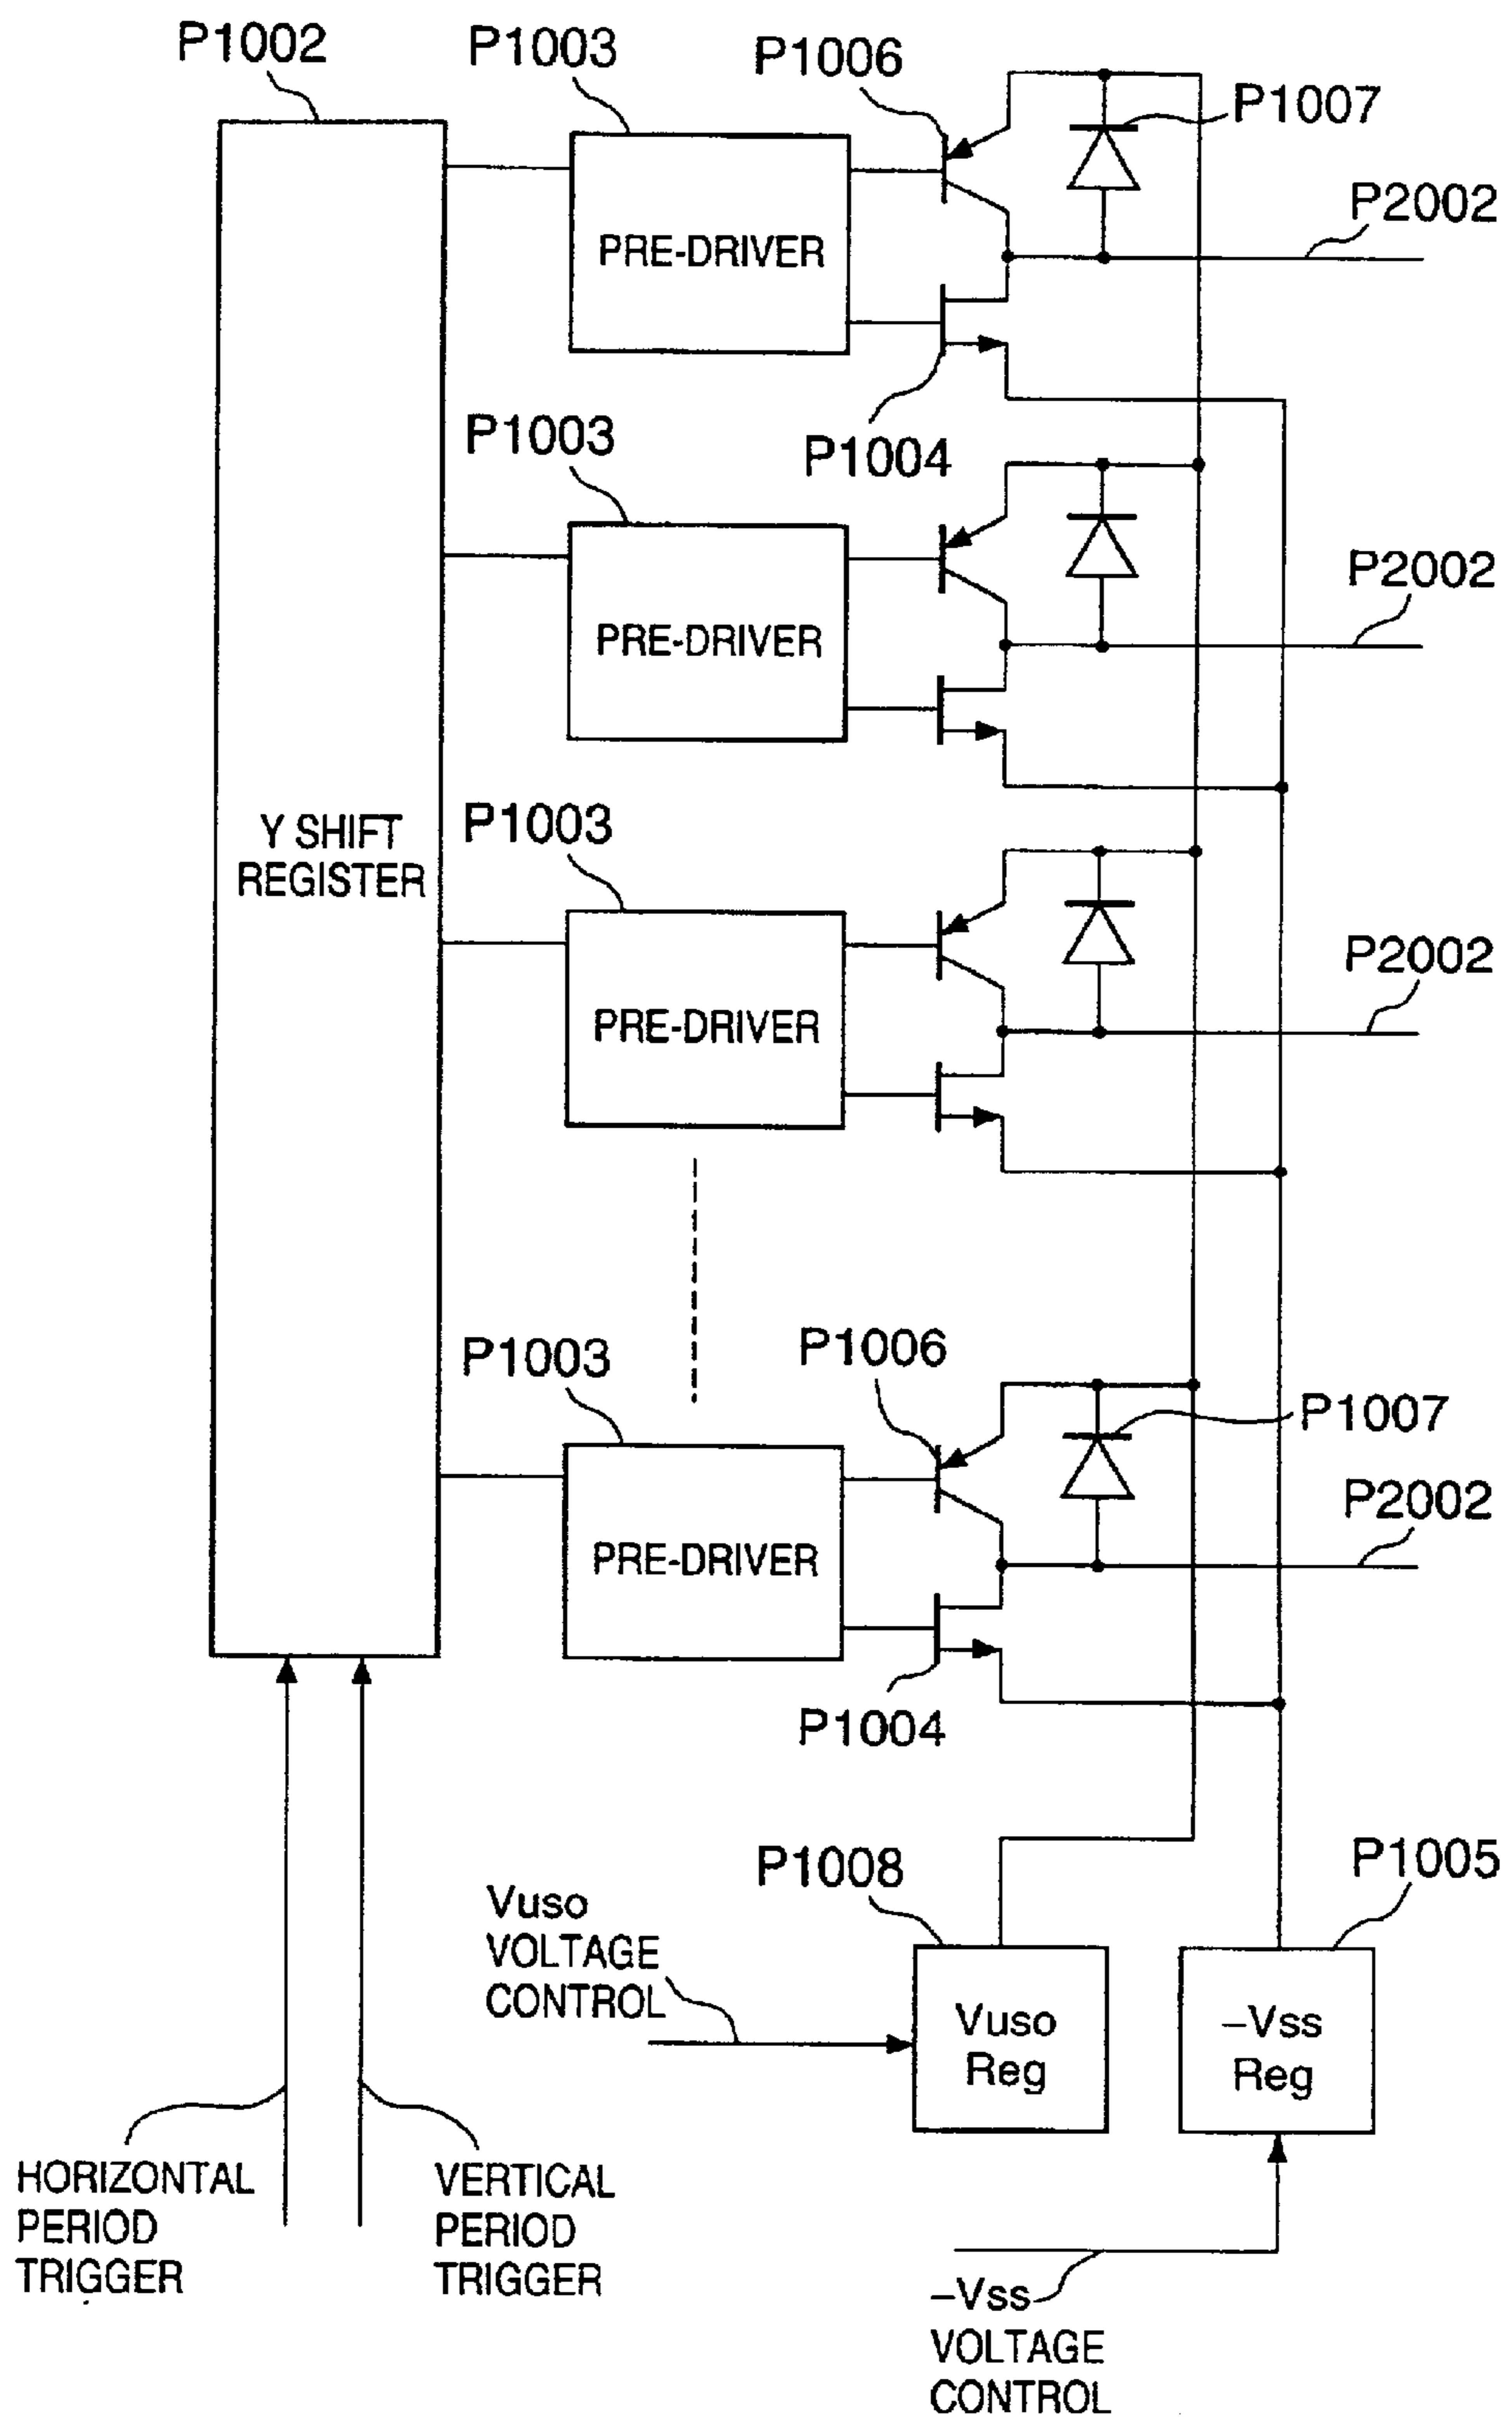 P1002
P1003
P1006
P1007
P2002
PRE-DRIVER
P1003
P1004
P2002
PRE-DRIVER
Y SHIFT
REGISTER
P1003
P2002
PRE-DRIVER
P1003
P1006
P1007
P2002
PRE-DRIVER
P1004
P1008
P1005
Vuso
VOLTAGE
CONTROL
Vuso
Reg
–Vss
Reg
HORIZONTAL
PERIOD
TRIGGER
VERTICAL
PERIOD
TRIGGER
–Vss
VOLTAGE
CONTROL